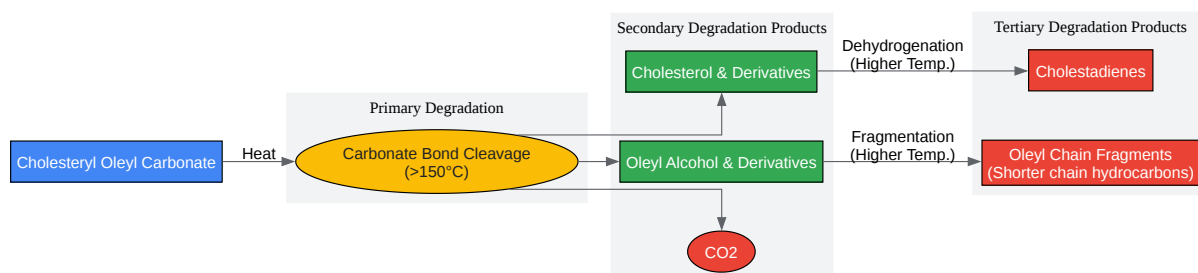 Secondary Degradation Products
Tertiary Degradation Products
Dehydrogenation
(Higher Temp.)
Cholesterol & Derivatives
Cholestadienes
Primary Degradation
Cholesteryl Oleyl Carbonate
Heat
Carbonate Bond Cleavage
(>150°C)
Oleyl Alcohol & Derivatives
Fragmentation
(Higher Temp.)
Oleyl Chain Fragments
(Shorter chain hydrocarbons)
CO2